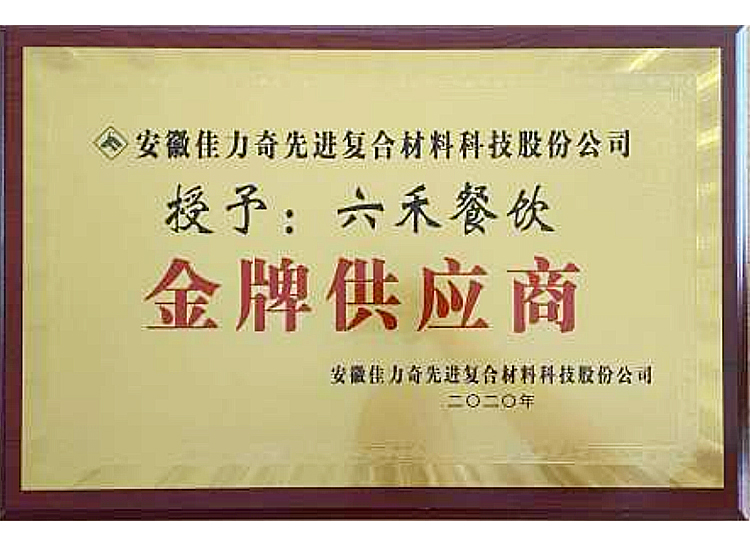 安徽佳力奇先进复合材料科技股份公司
授予：六禾餐饮
金牌供应商
安徽佳力奇先进复合材料科技股份公司
二〇二〇年